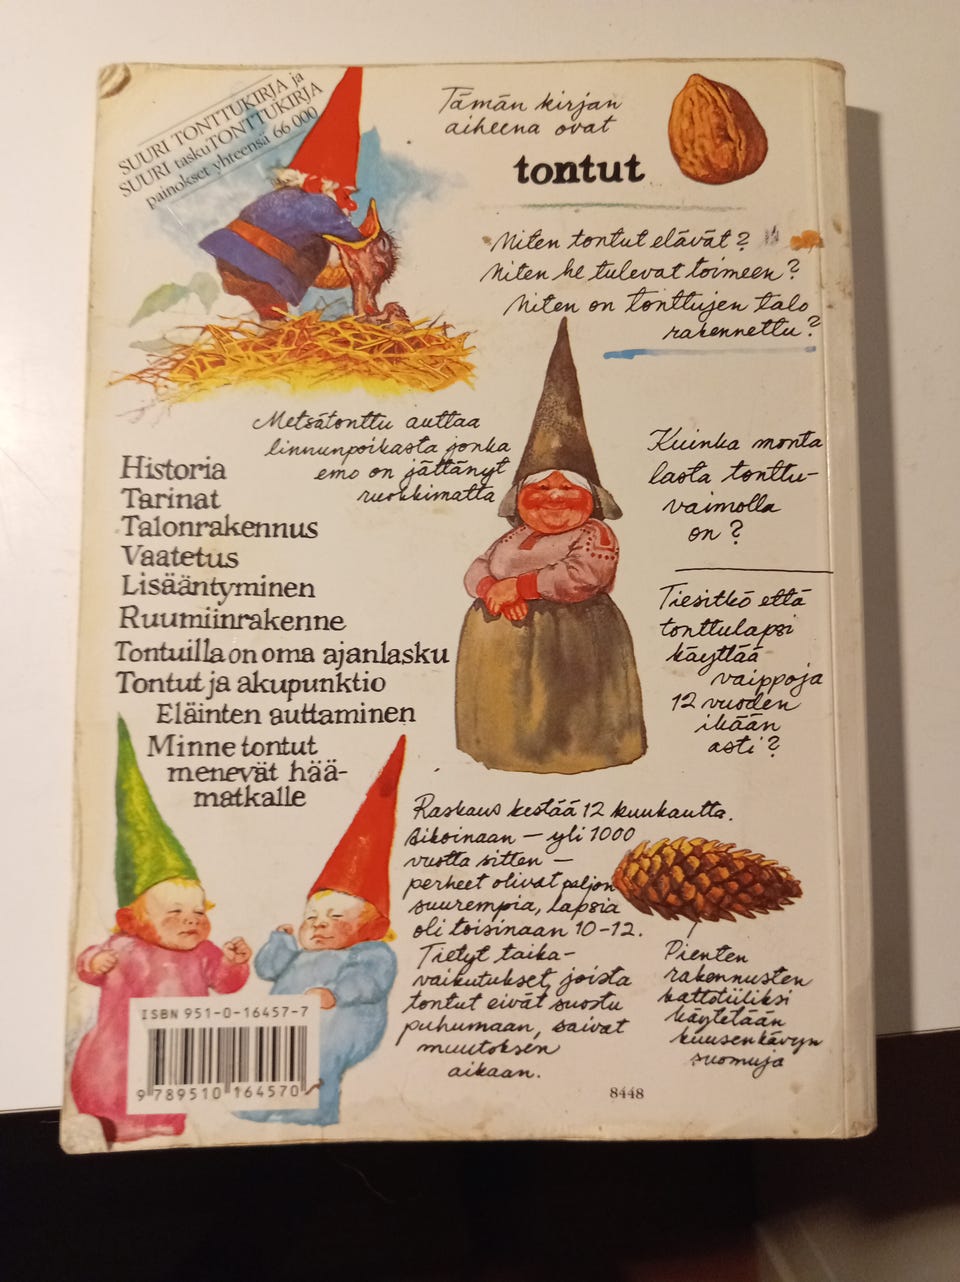 SUURI TONTTUKIRJA ja
SUURI taskuTONTTUKIRJA
painokset yhteensä 66 000
Tämän kirjan
aiheena ovat
tontut
Miten tontut elävät?
Miten he tulevat toimeen?
Miten on tonttujen talo
rakennettu?
Metsätonttu auttaa
linnunpoikasta jonka
emo on jättänyt
ruokkimatta
Historia
Tarinat
Talonrakennus
Vaatetus
Lisääntyminen
Ruumiinrakenne
Tontuilla on oma ajanlasku
Tontut ja akupunktio
Eläinten auttaminen
Minne tontut
menevät hää-
matkalle
Kuinka monta
lasta tonttu-
vaimolla
on?
Tiesitkö että
tonttulapsi
käyttää
vaippoja
12 vuoden
ikään
asti?
Raskaus kestää 12 kuukautta.
Aikoinaan – yli 1000
vuotta sitten –
perheet olivat paljon
suurempia, lapsia
oli toisinaan 10-12.
Tietyt taika-
vaikutukset, joista
tontut eivät suostu
puhumaan, saivat
muutoksen
aikaan.
Pienten
rakennusten
kattotiiliksi
käytetään
kuusenkävyn
suomuja
ISBN 951-0-16457-7
9 789510 164570
8448